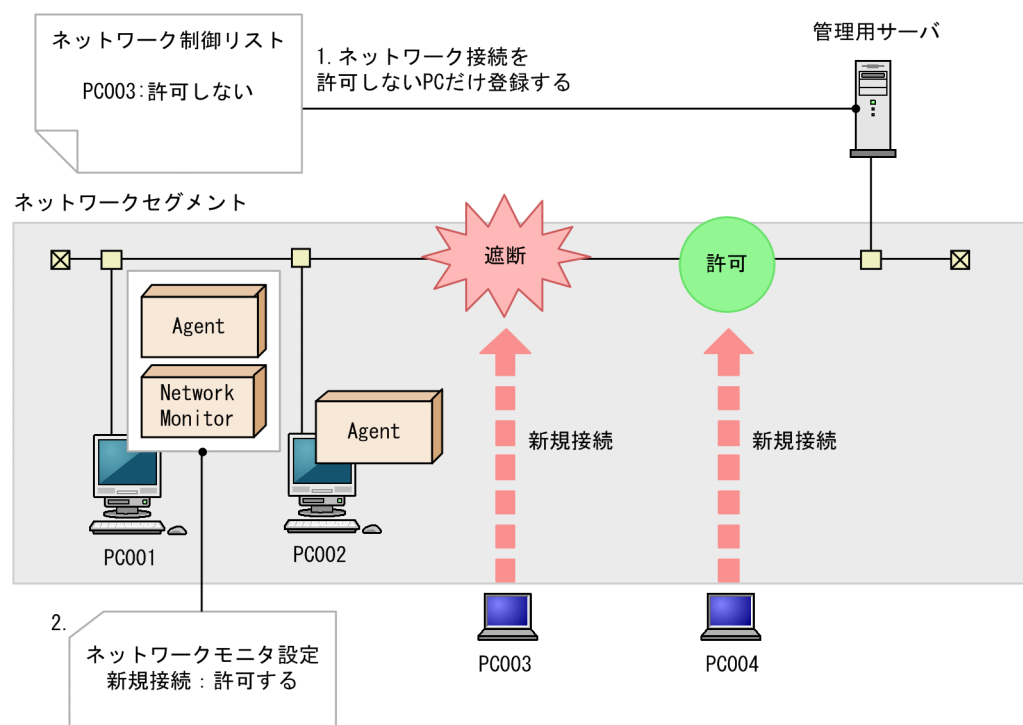 ネットワーク制御リスト
PC003:許可しない
1.ネットワーク接続を
許可しないPCだけ登録する
管理用サーバ
ネットワークセグメント
遮断
許可
Agent
Network
Monitor
Agent
新規接続
新規接続
PC001
PC002
2.
ネットワークモニタ設定
新規接続：許可する
PC003
PC004